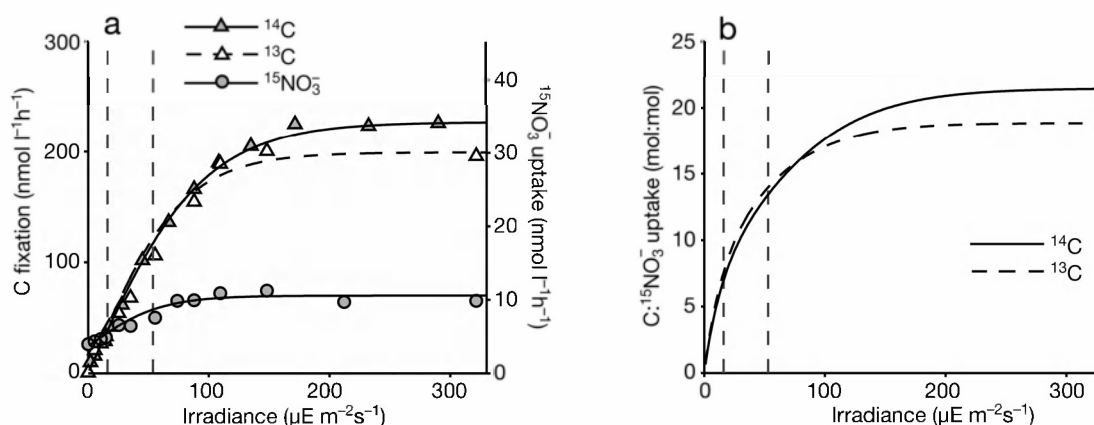 a
¹⁴C
¹³C
¹⁵NO₃⁻
300
200
100
0
C fixation (nmol l⁻¹h⁻¹)
40
30
20
10
0
¹⁵NO₃⁻ uptake (nmol l⁻¹h⁻¹)
0 100 200 300
Irradiance (µE m⁻²s⁻¹)
b
25
20
15
10
5
0
C:¹⁵NO₃⁻ uptake (mol:mol)
¹⁴C
¹³C
0 100 200 300
Irradiance (µE m⁻²s⁻¹)